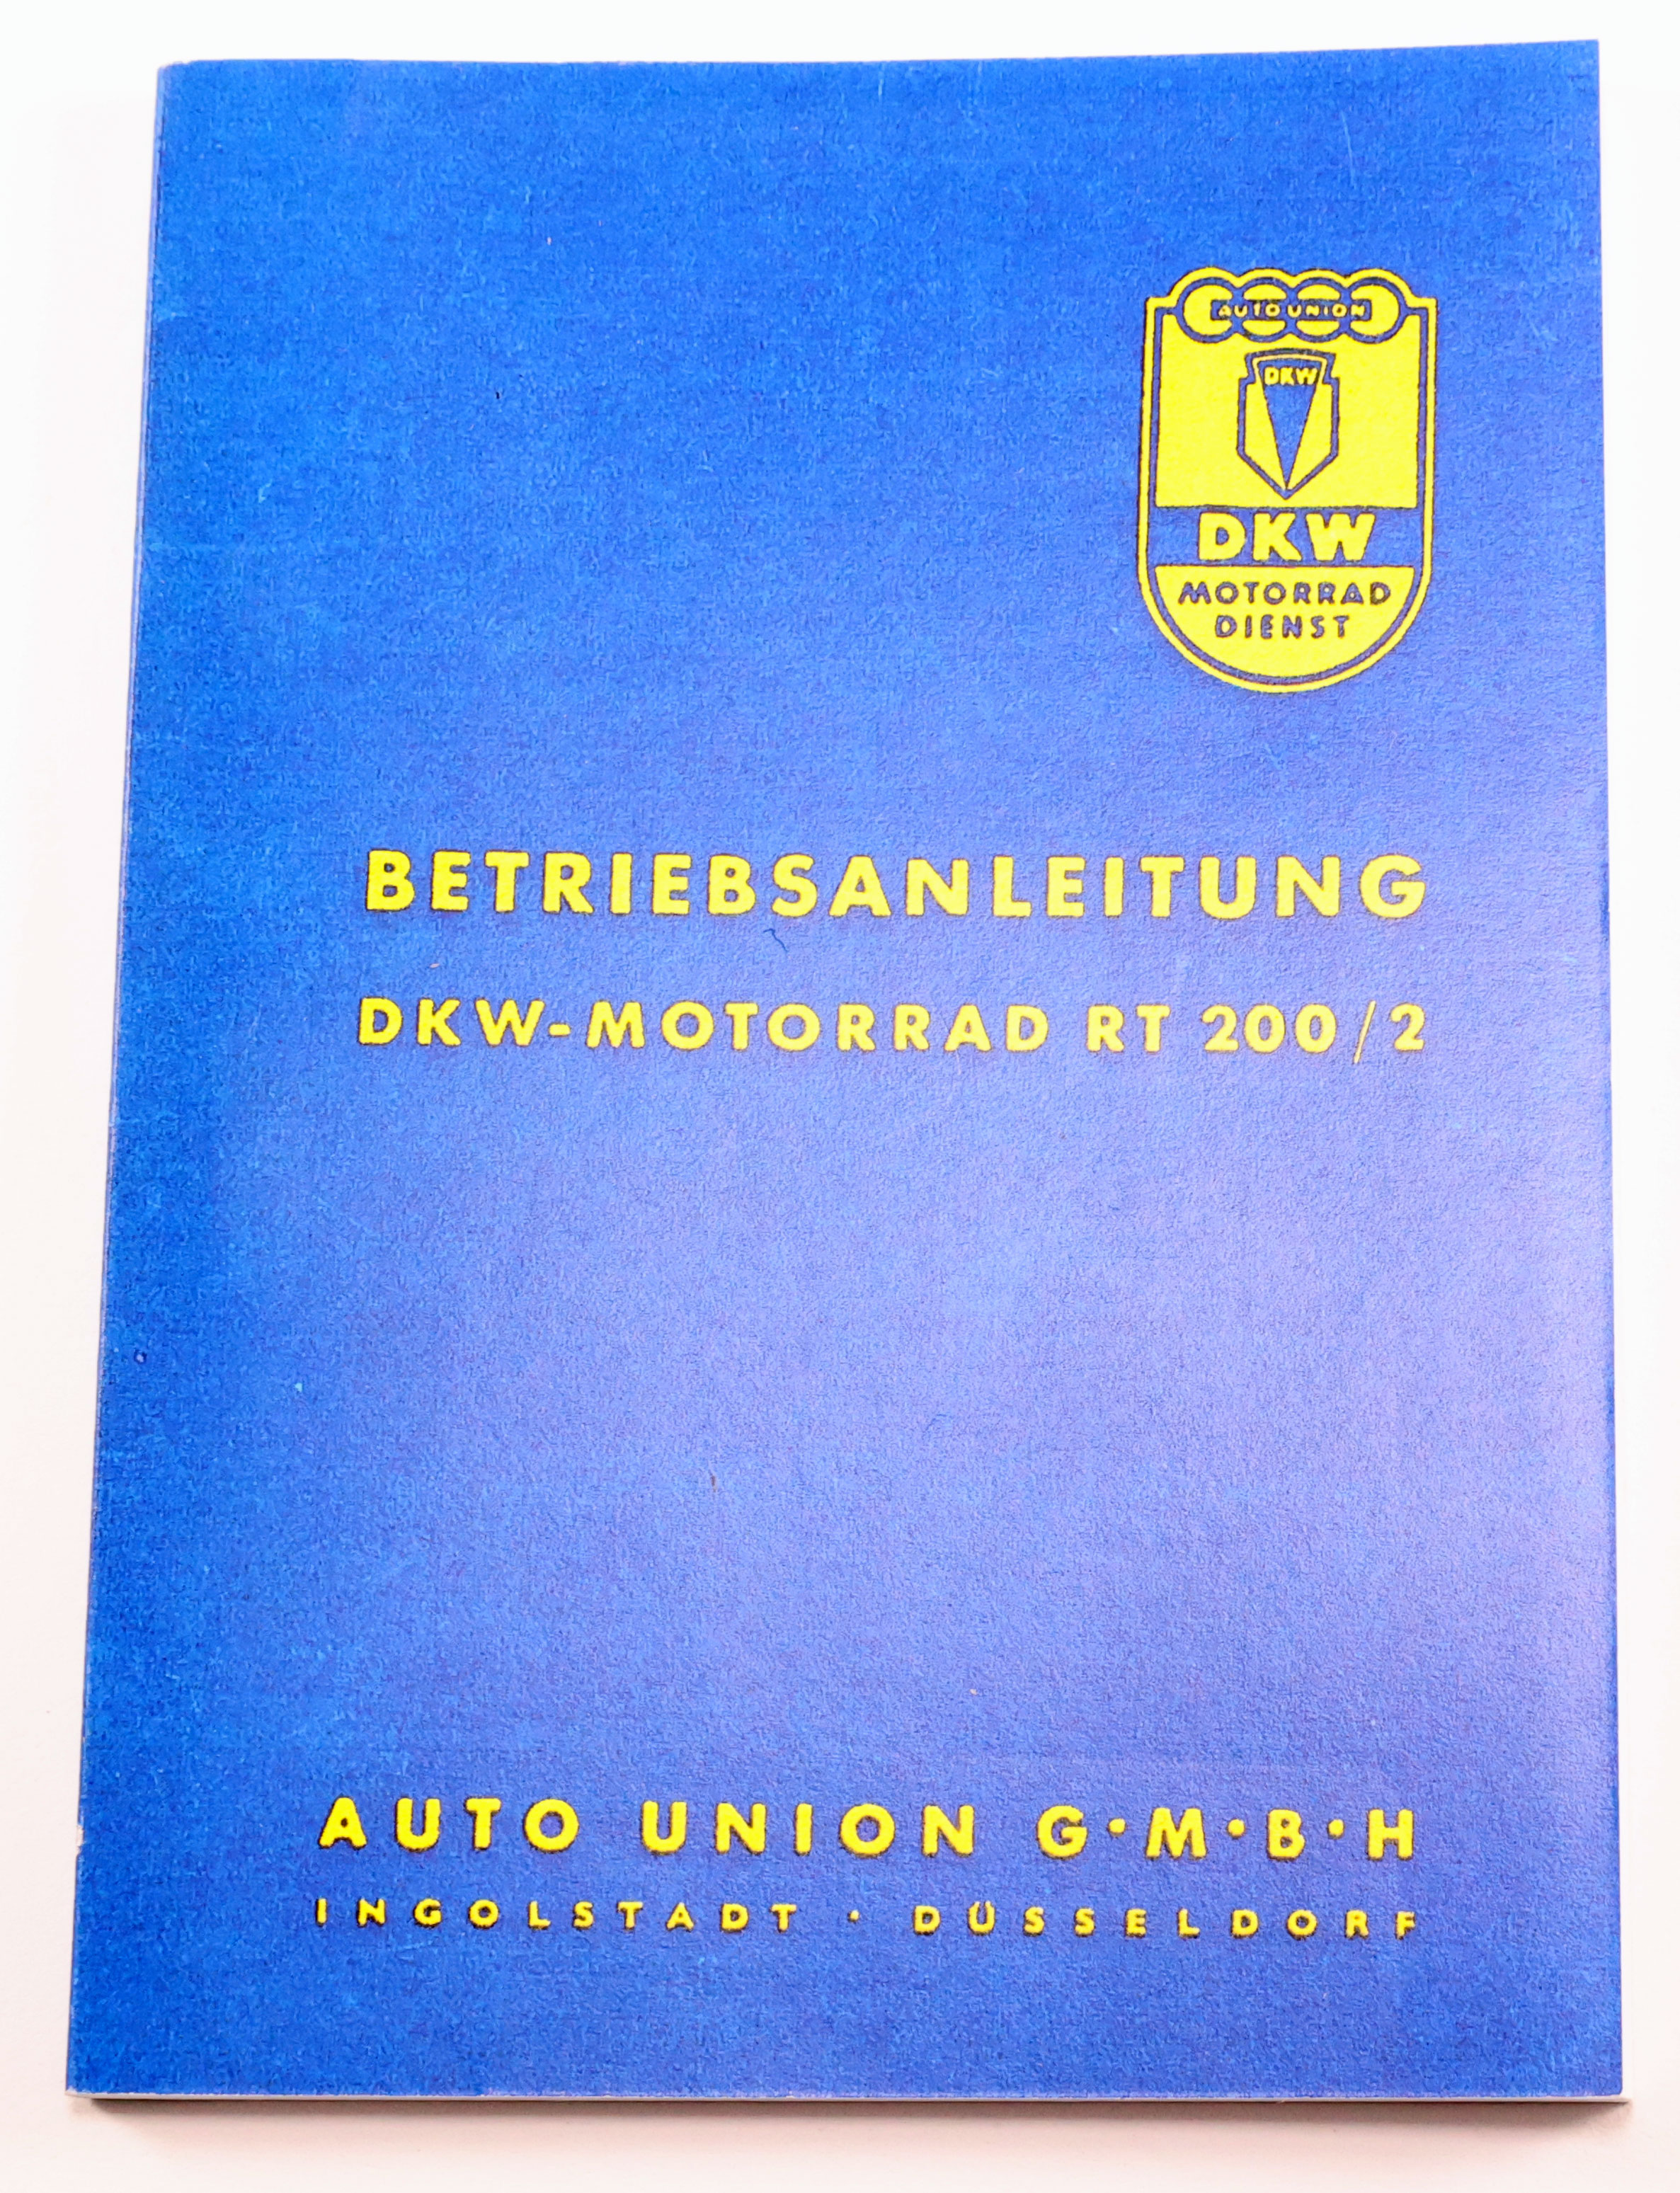 AUTO UNION
DKW
DKW
MOTORRAD
DIENST
BETRIEBSANLEITUNG
DKW-MOTORRAD RT 200/2
AUTO UNION G·M·B·H
INGOLSTADT · DÜSSELDORF